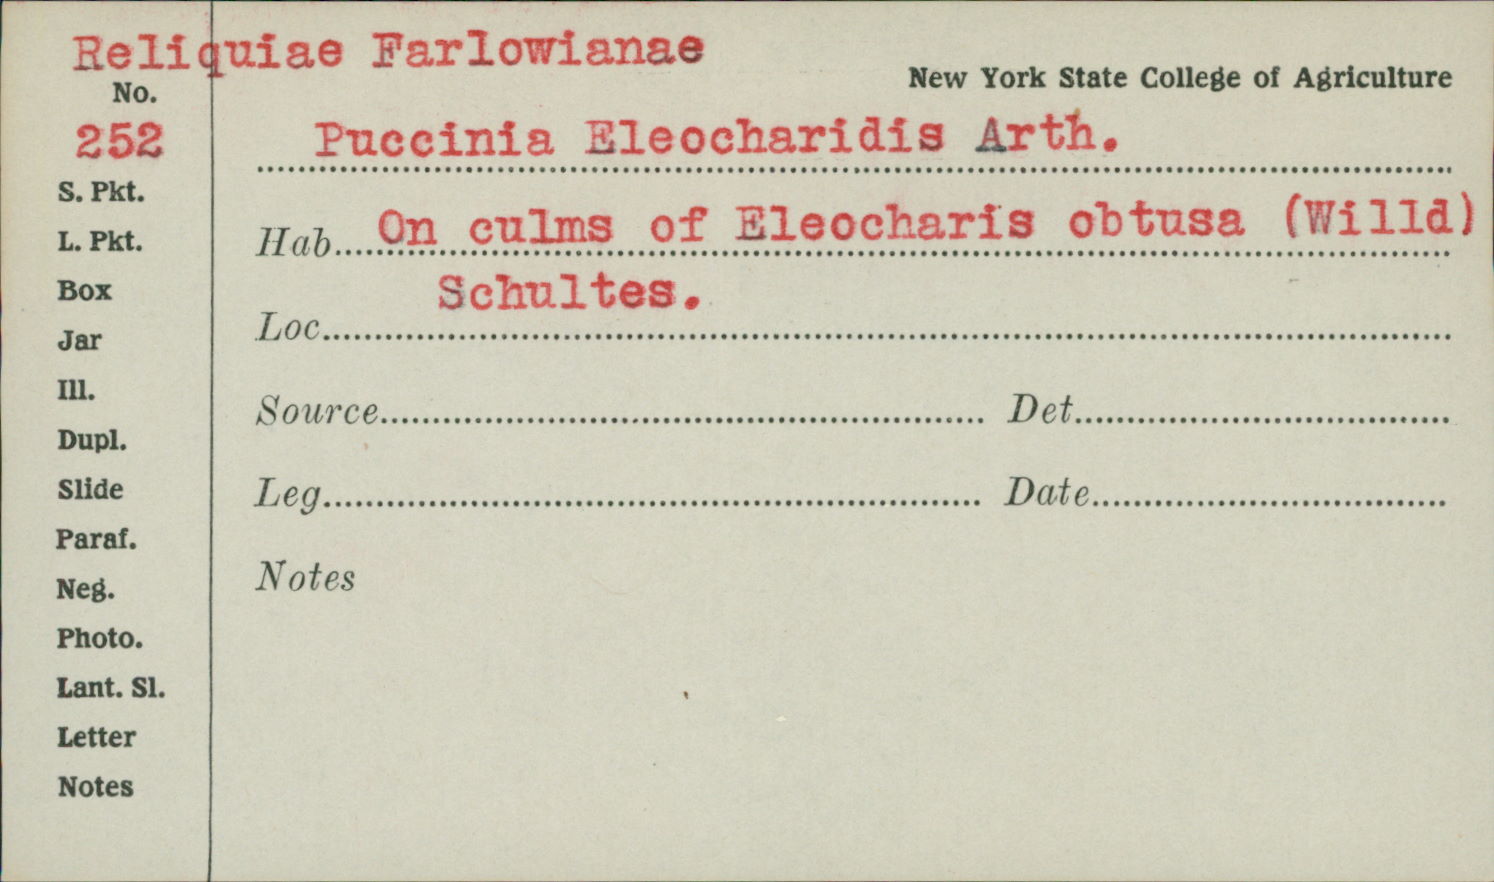 Reliquiae Farlowianae
New York State College of Agriculture
No.
252
Puccinia Eleocharidis Arth.
S. Pkt.
L. Pkt.
Box
Jar
Ill.
Dupl.
Slide
Paraf.
Neg.
Photo.
Lant. Sl.
Letter
Notes
Hab. On culms of Eleocharis obtusa (Willd)
Schultes.
Loc.
Source
Det.
Leg.
Date
Notes